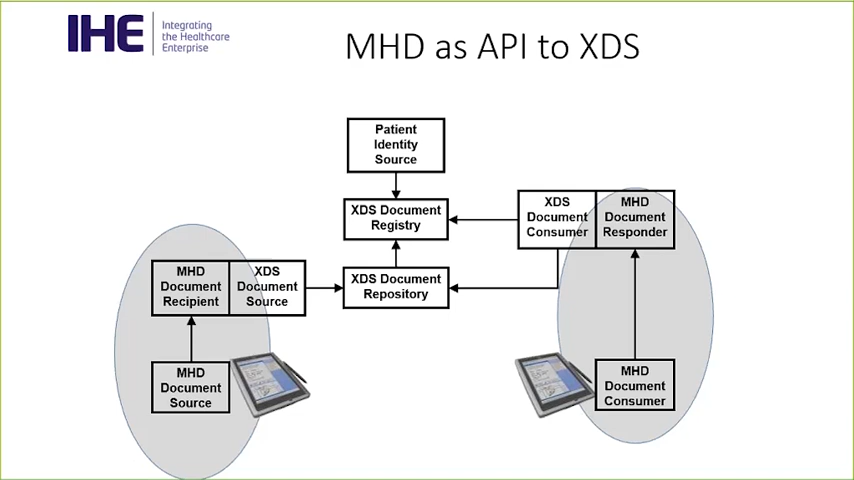 IHE
Integrating
the Healthcare
Enterprise
MHD as API to XDS
Patient
Identity
Source
XDS Document
Registry
XDS
Document
Consumer
MHD
Document
Responder
MHD
Document
Recipient
XDS
Document
Source
XDS Document
Repository
MHD
Document
Source
MHD
Document
Consumer